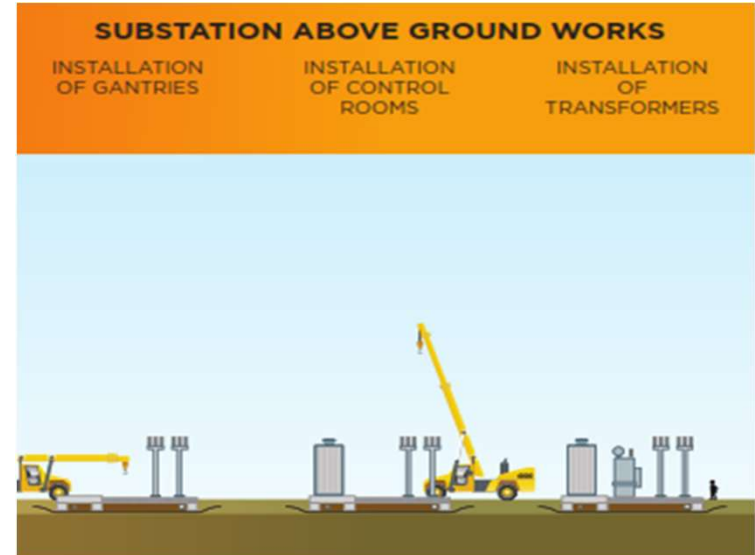 SUBSTATION ABOVE GROUND WORKS
INSTALLATION
OF GANTRIES
INSTALLATION
OF CONTROL
ROOMS
INSTALLATION
OF
TRANSFORMERS